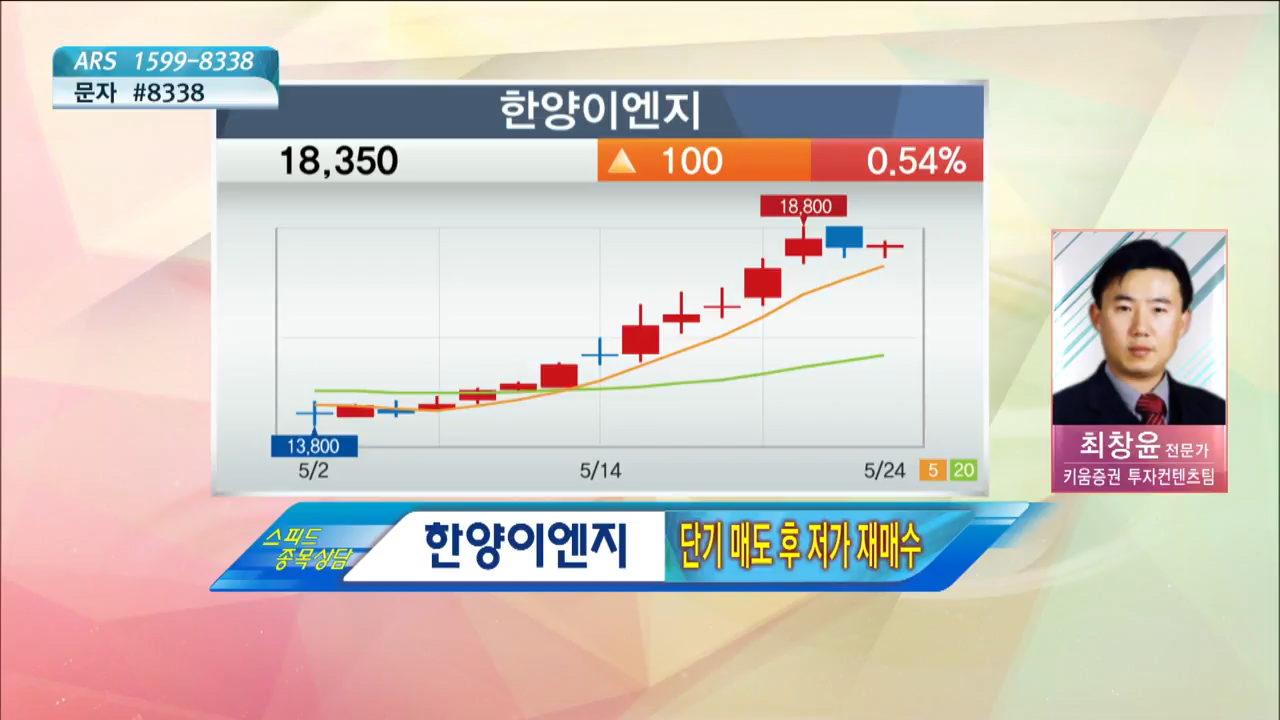 ARS 1599-8338
문자 #8338
한양이엔지
18,350 ▲ 100 0.54%
18,800
13,800
5/2 5/14 5/24 5 20
최창윤 전문가
키움증권 투자컨텐츠팀
스피드
종목상담
한양이엔지 단기 매도 후 저가 재매수